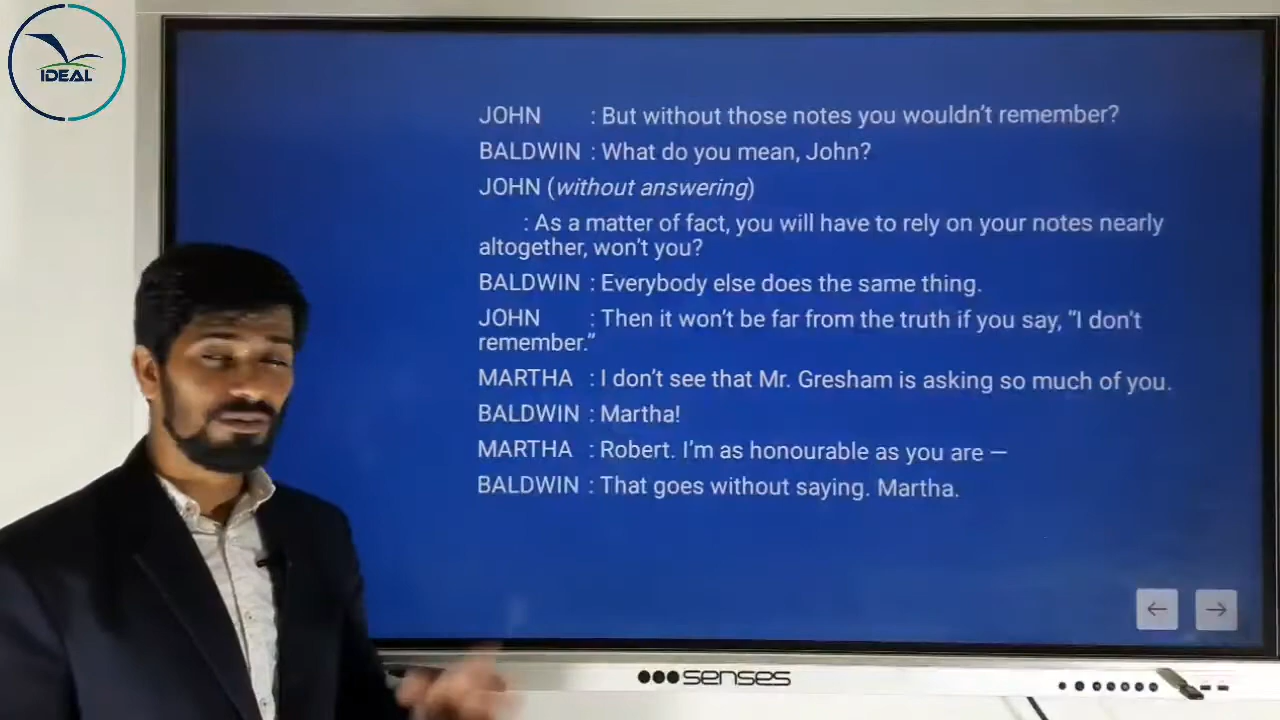 IDEAL
JOHN : But without those notes you wouldn't remember?
BALDWIN : What do you mean, John?
JOHN (without answering)
: As a matter of fact, you will have to rely on your notes nearly
altogether, won't you?
BALDWIN : Everybody else does the same thing.
JOHN : Then it won't be far from the truth if you say, “I don't
remember.”
MARTHA : I don't see that Mr. Gresham is asking so much of you.
BALDWIN : Martha!
MARTHA : Robert. I'm as honourable as you are —
BALDWIN : That goes without saying. Martha.
senses